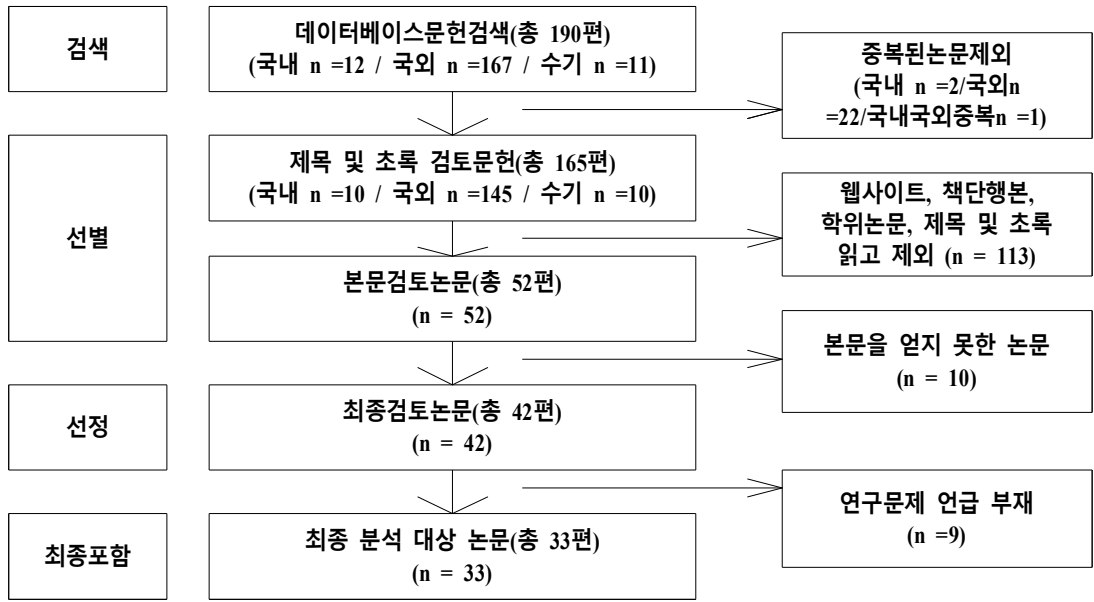 검색
데이터베이스문헌검색(총 190편)
(국내 n =12 / 국외 n =167 / 수기 n =11)
중복된논문제외
(국내 n =2/국외n
=22/국내국외중복n =1)
선별
제목 및 초록 검토문헌(총 165편)
(국내 n =10 / 국외 n =145 / 수기 n =10)
웹사이트, 책단행본,
학위논문, 제목 및 초록
읽고 제외 (n = 113)
본문검토논문(총 52편)
(n = 52)
본문을 얻지 못한 논문
(n = 10)
선정
최종검토논문(총 42편)
(n = 42)
연구문제 언급 부재
(n =9)
최종포함
최종 분석 대상 논문(총 33편)
(n = 33)